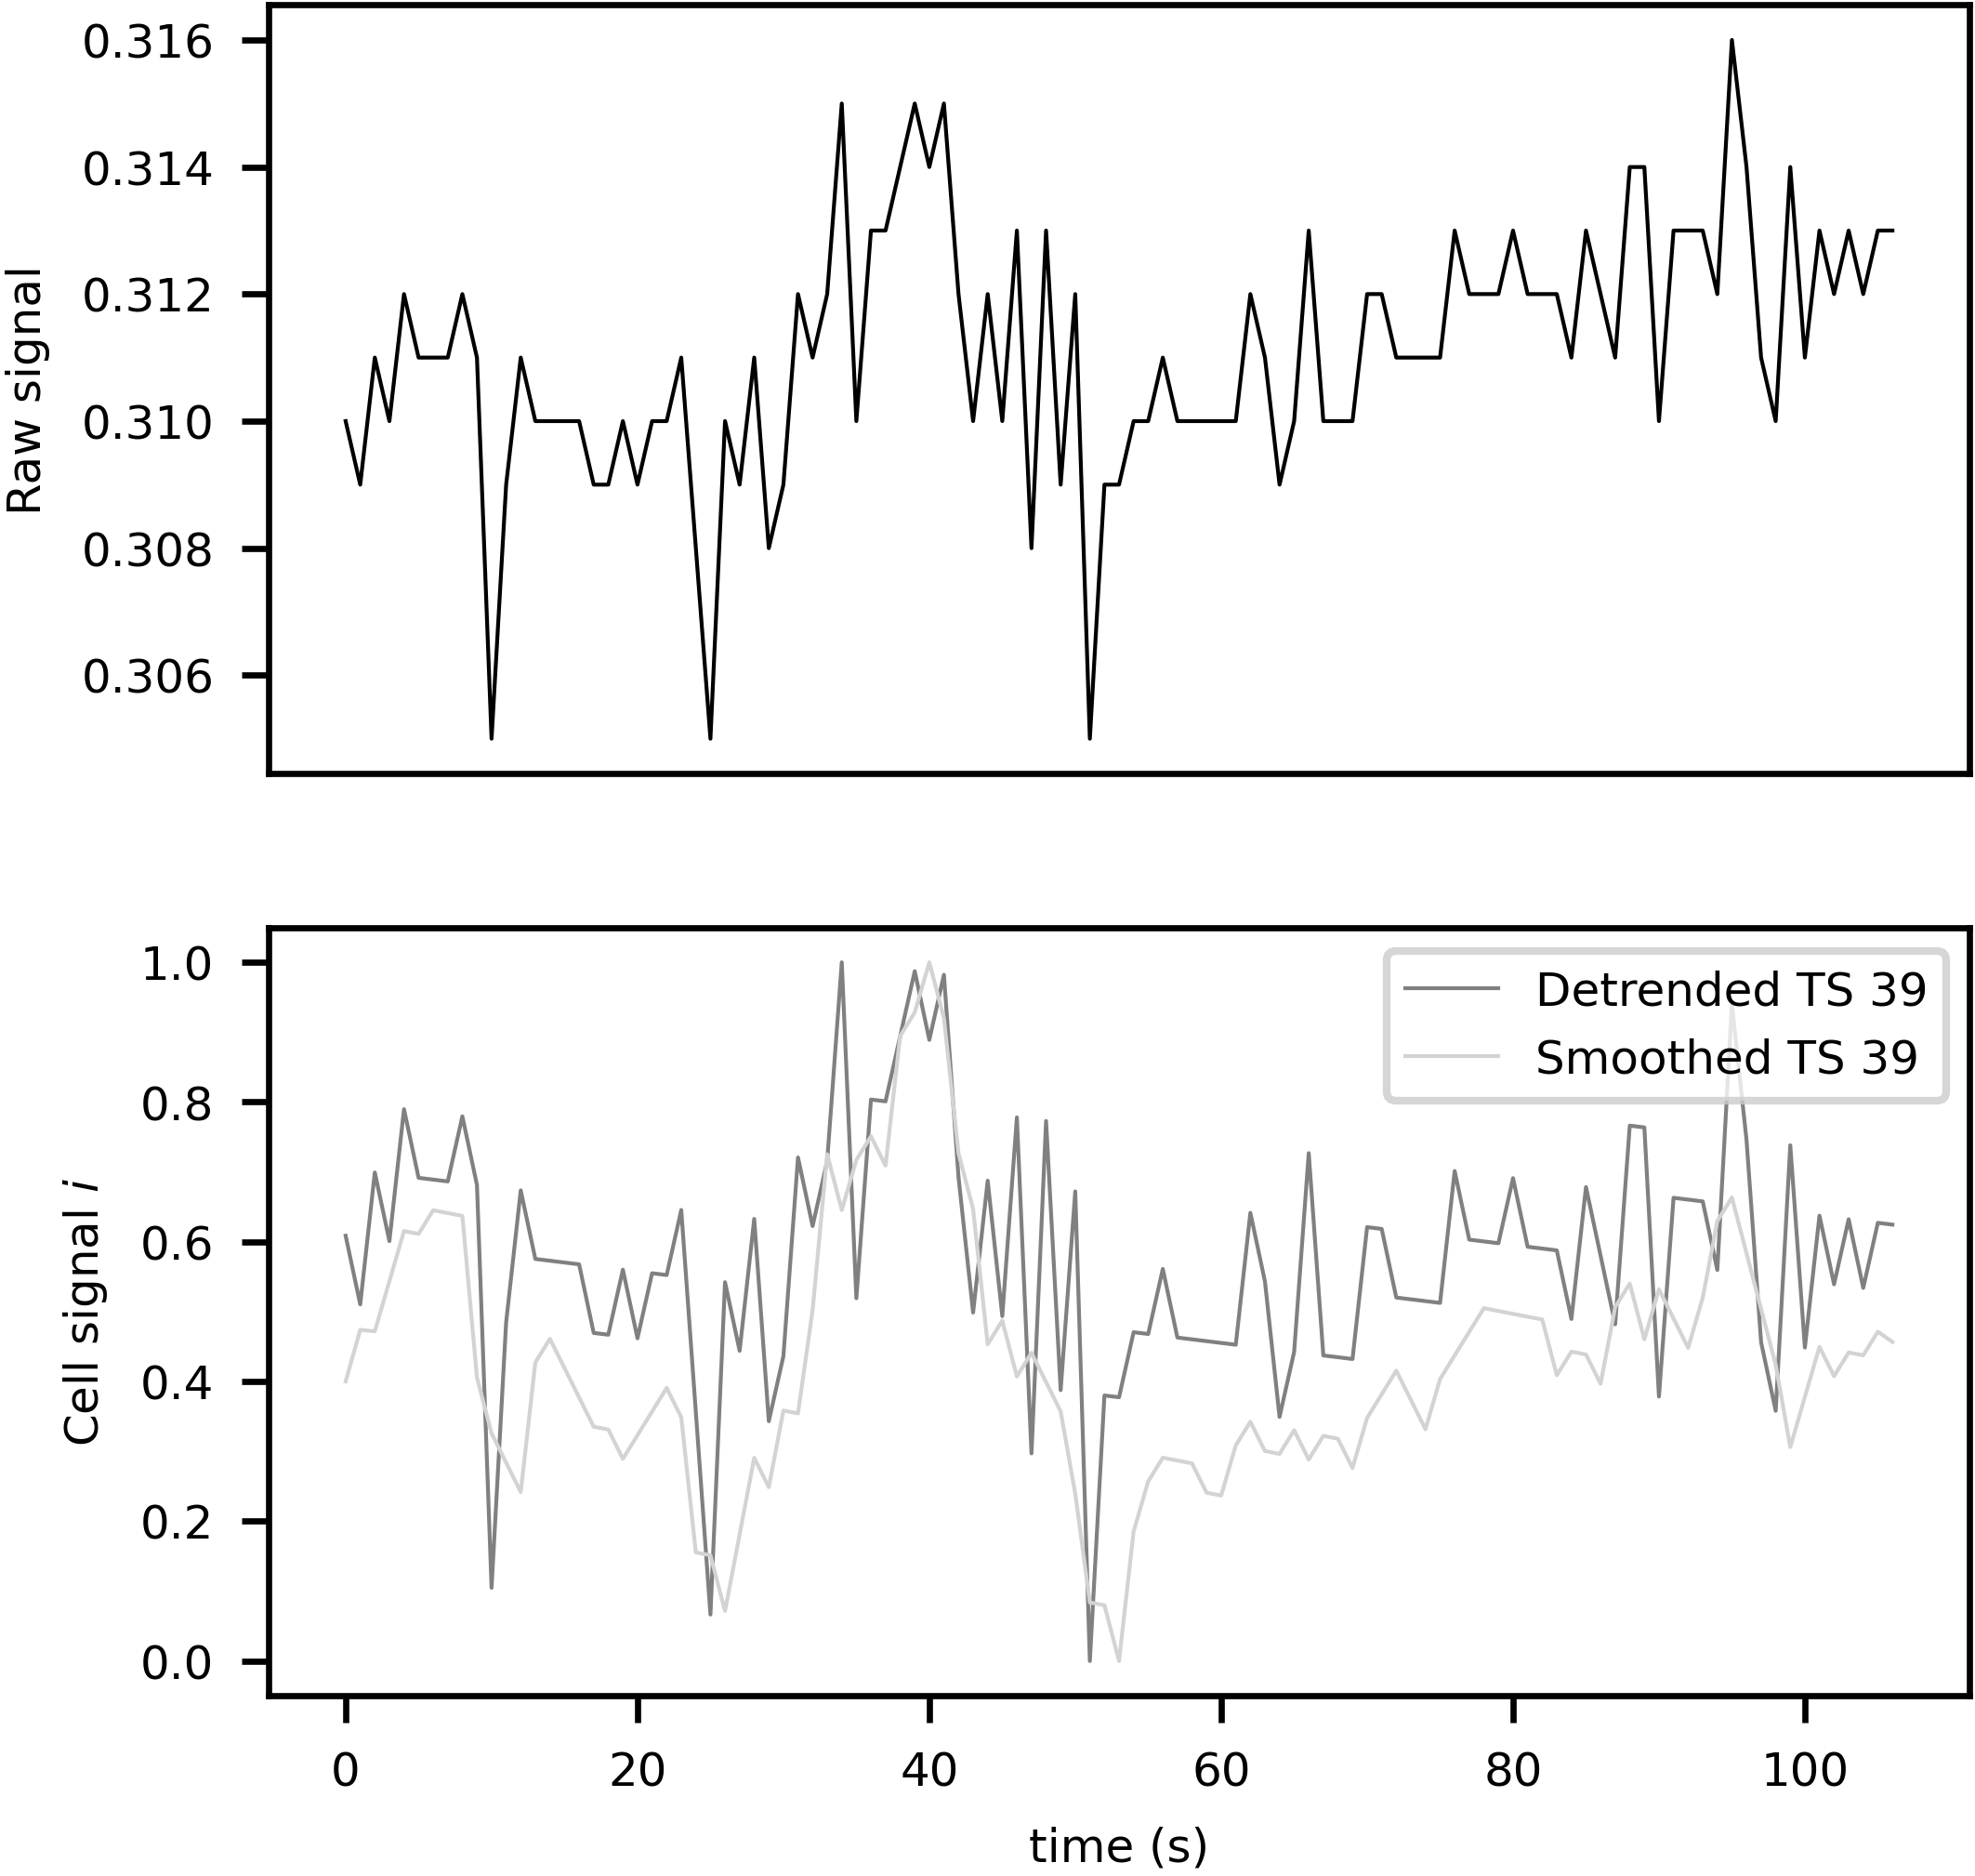 0.316
0.314
0.312
0.310
0.308
0.306
Raw signal
1.0
0.8
0.6
0.4
0.2
0.0
Cell signal i
Detrended TS 39
Smoothed TS 39
0 20 40 60 80 100
time (s)